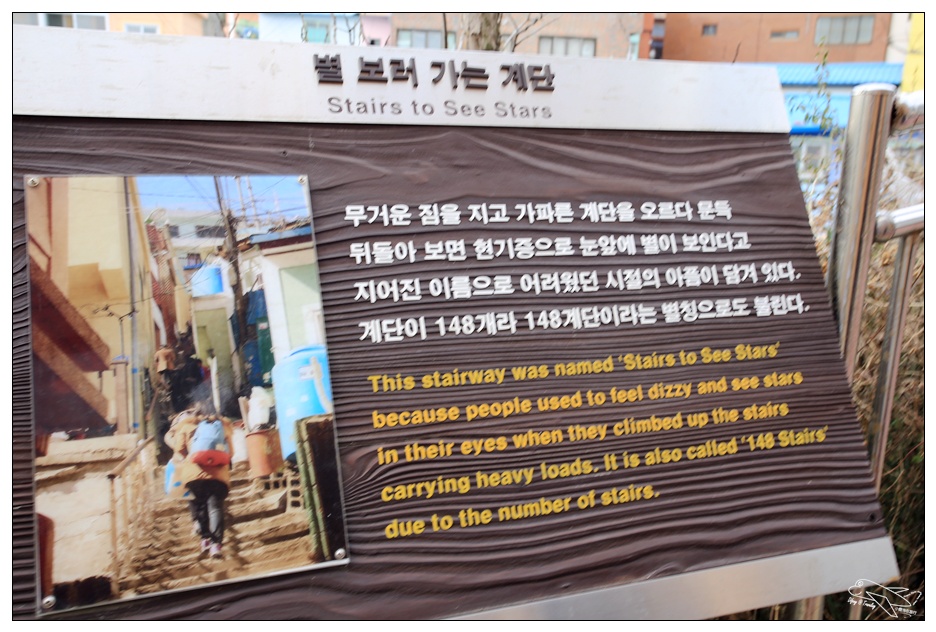 별 보러 가는 계단
Stairs to See Stars
무거운 짐을 지고 가파른 계단을 오르다 문득
뒤돌아 보면 현기증으로 눈앞에 별이 보인다고
지어진 이름으로 어려웠던 시절의 아픔이 담겨 있다.
계단이 148개라 148계단이라는 별칭으로도 불린다.
This stairway was named ‘Stairs to See Stars’
because people used to feel dizzy and see stars
in their eyes when they climbed up the stairs
carrying heavy loads. It is also called ‘148 Stairs’
due to the number of stairs.